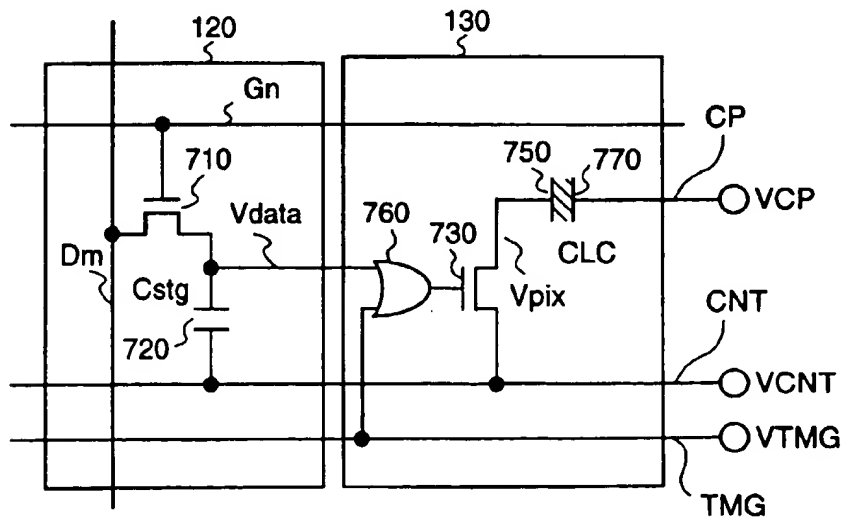 120
130
Gn
CP
710
750
770
Vdata
760
VCP
730
Dm
Cstg
CLC
Vpix
CNT
720
VCNT
VTMG
TMG